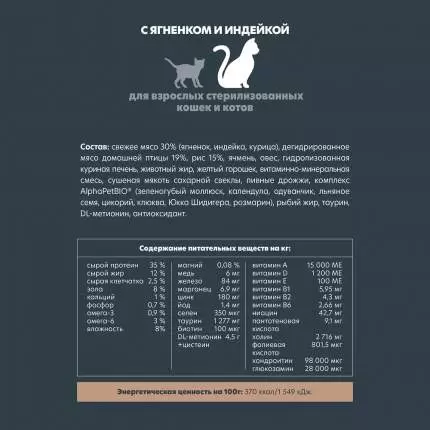 С ЯГНЕНКОМ И ИНДЕЙКОЙ
для взрослых стерилизованных
кошек и котов
Состав: свежее мясо 30% (ягненок, индейка, курица), дегидрированное
мясо домашней птицы 19%, рис 15%, ячмень, овес, гидролизованная
куриная печень, животный жир, желтый горошек, витаминно-минеральная
смесь, сушеная мякоть сахарной свеклы, пивные дрожжи, комплекс
AlphaPetBIO® (зеленогубый моллюск, календула, одуванчик, льняное
семя, цикорий, клюква, Юкка Шидигера, розмарин), рыбий жир, таурин,
DL-метионин, антиоксидант.
Содержание питательных веществ на кг:
сырой протеин 35 %
сырой жир 12 %
сырая клетчатка 2,5 %
зола 8 %
кальций 1 %
фосфор 0,7 %
омега-3 0,9 %
омега-6 3 %
влажность 8%
магний 0,08 %
медь 6 мг
железо 84 мг
марганец 6,9 мг
цинк 180 мг
йод 1,4 мг
селен 350 мкг
таурин 1 277 мг
биотин 100 мкг
DL-метионин 4,5 г
+цистеин
витамин А 15 000 МЕ
витамин D 1 200 МЕ
витамин Е 100 МЕ
витамин В1 5,95 мг
витамин В2 4,3 мг
витамин В6 2,66 мг
ниацин 42,7 мг
пантотеновая 9,1 мг
кислота
холин 2 716 мг
фолиевая 801,5 мкг
кислота
хондроитин 98 000 мкг
глюкозамин 28 000 мкг
Энергетическая ценность на 100г: 370 ккал/1 549 кДж.